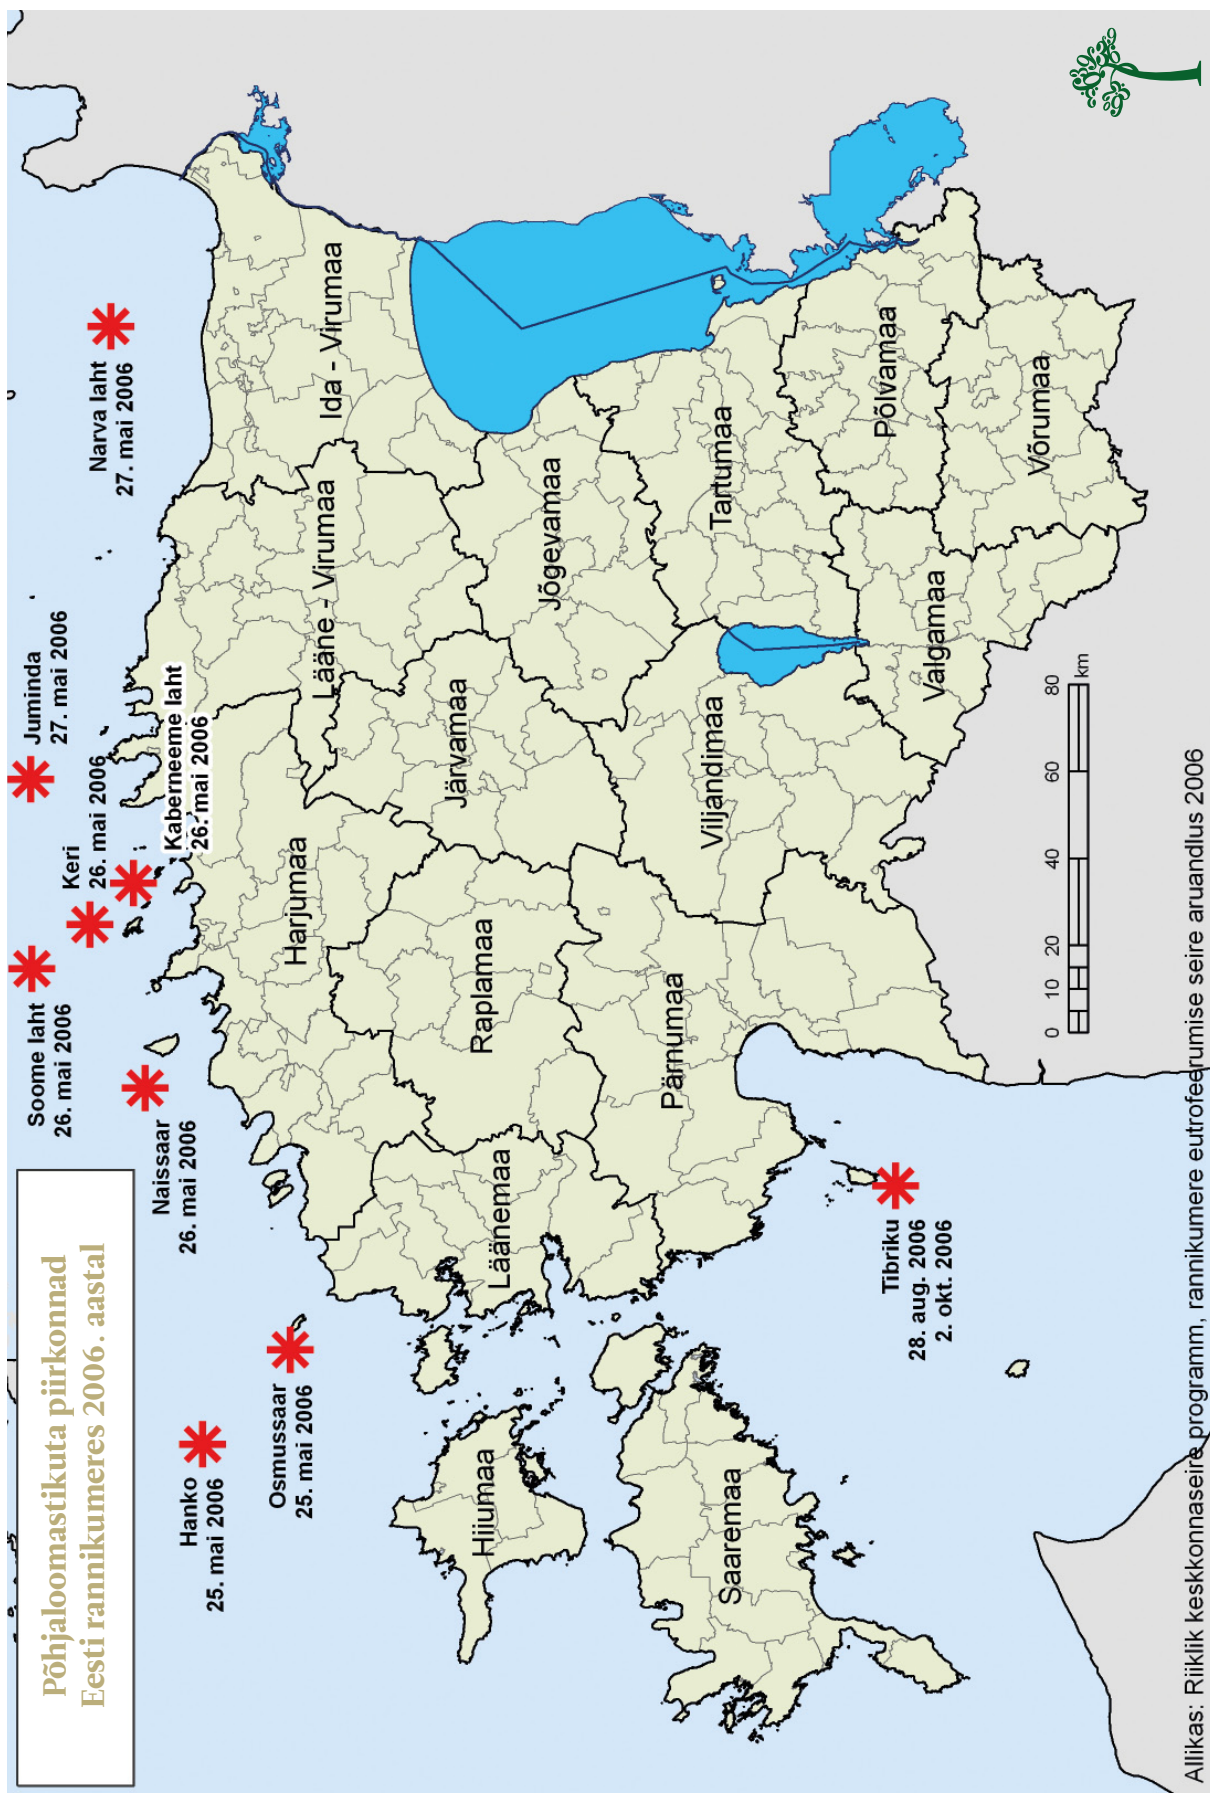 Põhjaloomastikuta piirkonnad
Eesti rannikumeres 2006. aastal
Soome laht
26. mai 2006
Juminda
27. mai 2006
Keri
26. mai 2006
Narva laht
27. mai 2006
Naissaar
26. mai 2006
Kaberneeme laht
26. mai 2006
Hanko
25. mai 2006
Osmussaar
25. mai 2006
Harjumaa
Lääne - Virumaa
Ida - Virumaa
Hiiumaa
Läänemaa
Raplamaa
Järvamaa
Jõgevamaa
Saaremaa
Pärnumaa
Viljandimaa
Tartumaa
Tibriku
28. aug. 2006
2. okt. 2006
Valgamaa
Põlvamaa
Võrumaa
0 10 20 40 60 80
km
Allikas: Riiklik keskkonnaseire programm, rannikumere eutrofeerumise seire aruandlus 2006